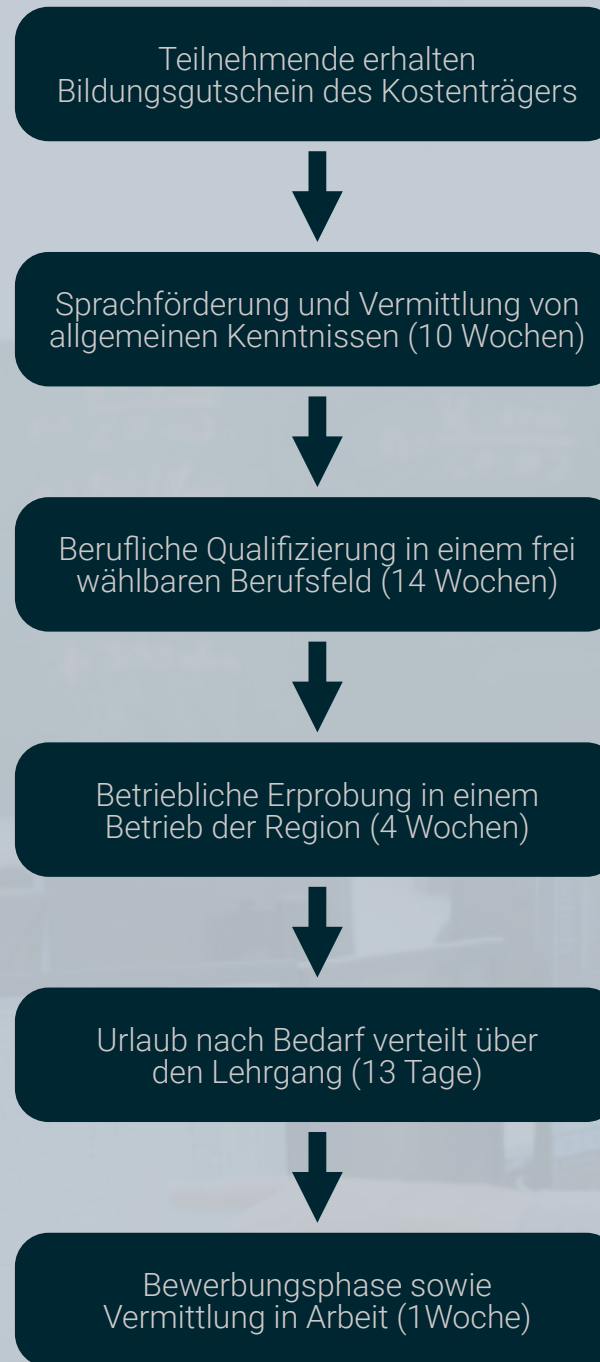 Teilnehmende erhalten
Bildungsgutschein des Kostenträgers
Sprachförderung und Vermittlung von
allgemeinen Kenntnissen (10 Wochen)
Berufliche Qualifizierung in einem frei
wählbaren Berufsfeld (14 Wochen)
Betriebliche Erprobung in einem
Betrieb der Region (4 Wochen)
Urlaub nach Bedarf verteilt über
den Lehrgang (13 Tage)
Bewerbungsphase sowie
Vermittlung in Arbeit (1Woche)